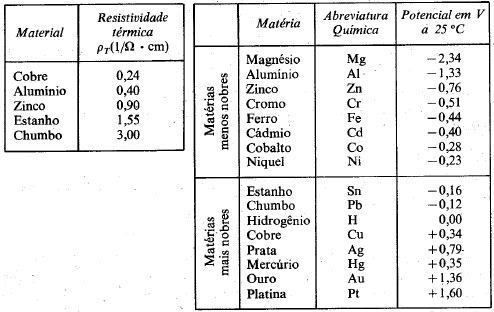 Material
Resistividade
térmica
ρT(1/Ω · cm)
Cobre 0,24
Alumínio 0,40
Zinco 0,90
Estanho 1,55
Chumbo 3,00
Matéria
Abreviatura
Química
Potencial em V
a 25 °C
Matérias
menos nobres
Magnésio Mg −2,34
Alumínio Al −1,33
Zinco Zn −0,76
Cromo Cr −0,51
Ferro Fe −0,44
Cádmio Cd −0,40
Cobalto Co −0,28
Niquel Ni −0,23
Matérias
mais nobres
Estanho Sn −0,16
Chumbo Pb −0,12
Hidrogênio H 0,00
Cobre Cu +0,34
Prata Ag +0,79
Mercúrio Hg +0,35
Ouro Au +1,36
Platina Pt +1,60